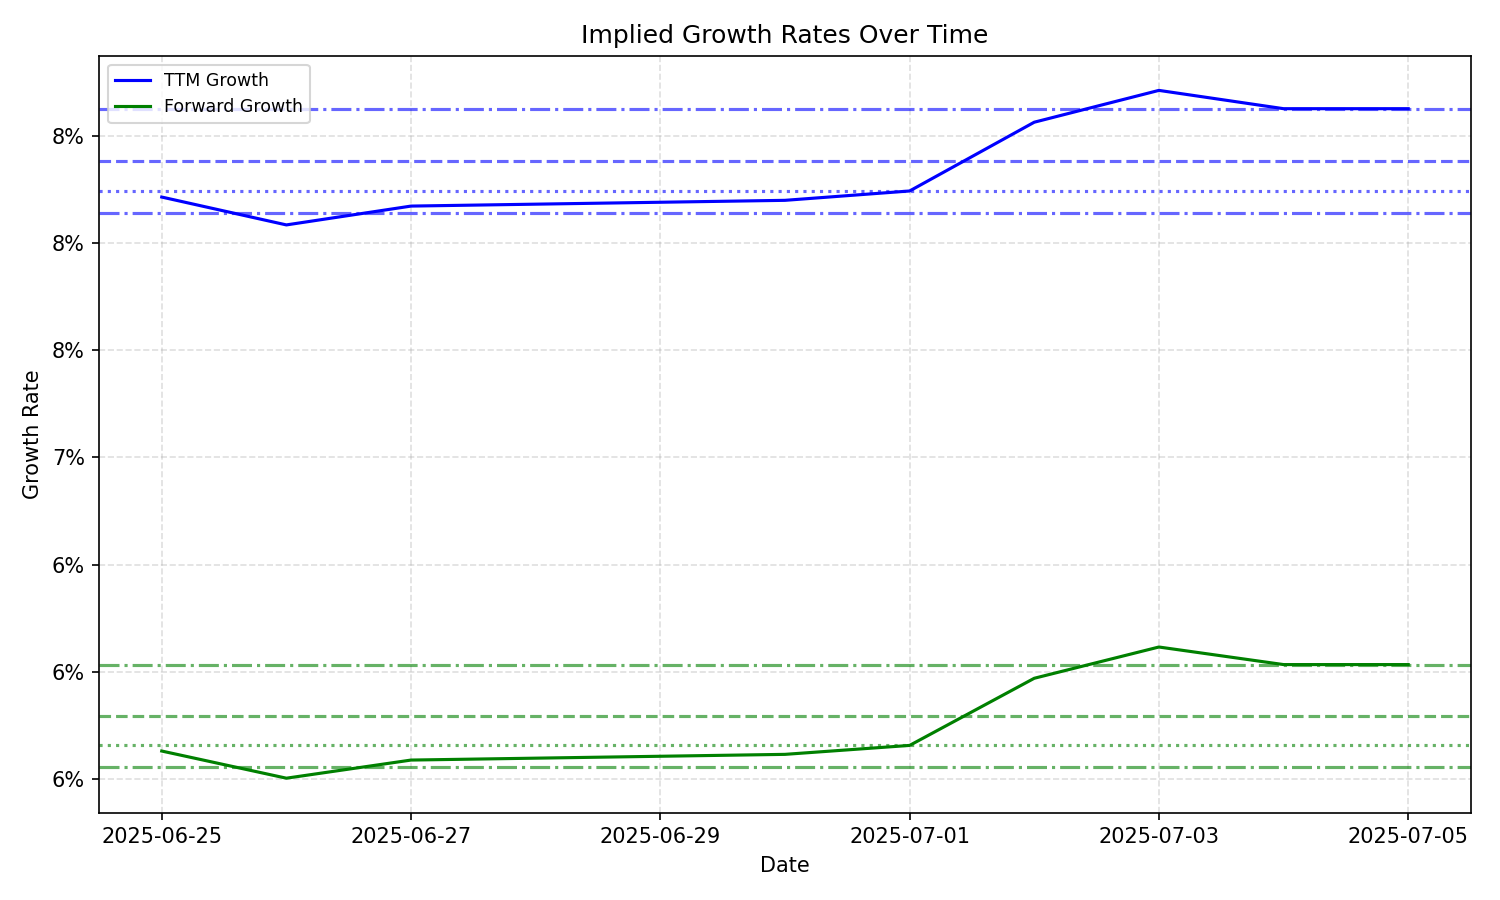 Implied Growth Rates Over Time
TTM Growth
Forward Growth
8%
8%
8%
7%
6%
6%
6%
Growth Rate
2025-06-25
2025-06-27
2025-06-29
2025-07-01
2025-07-03
2025-07-05
Date